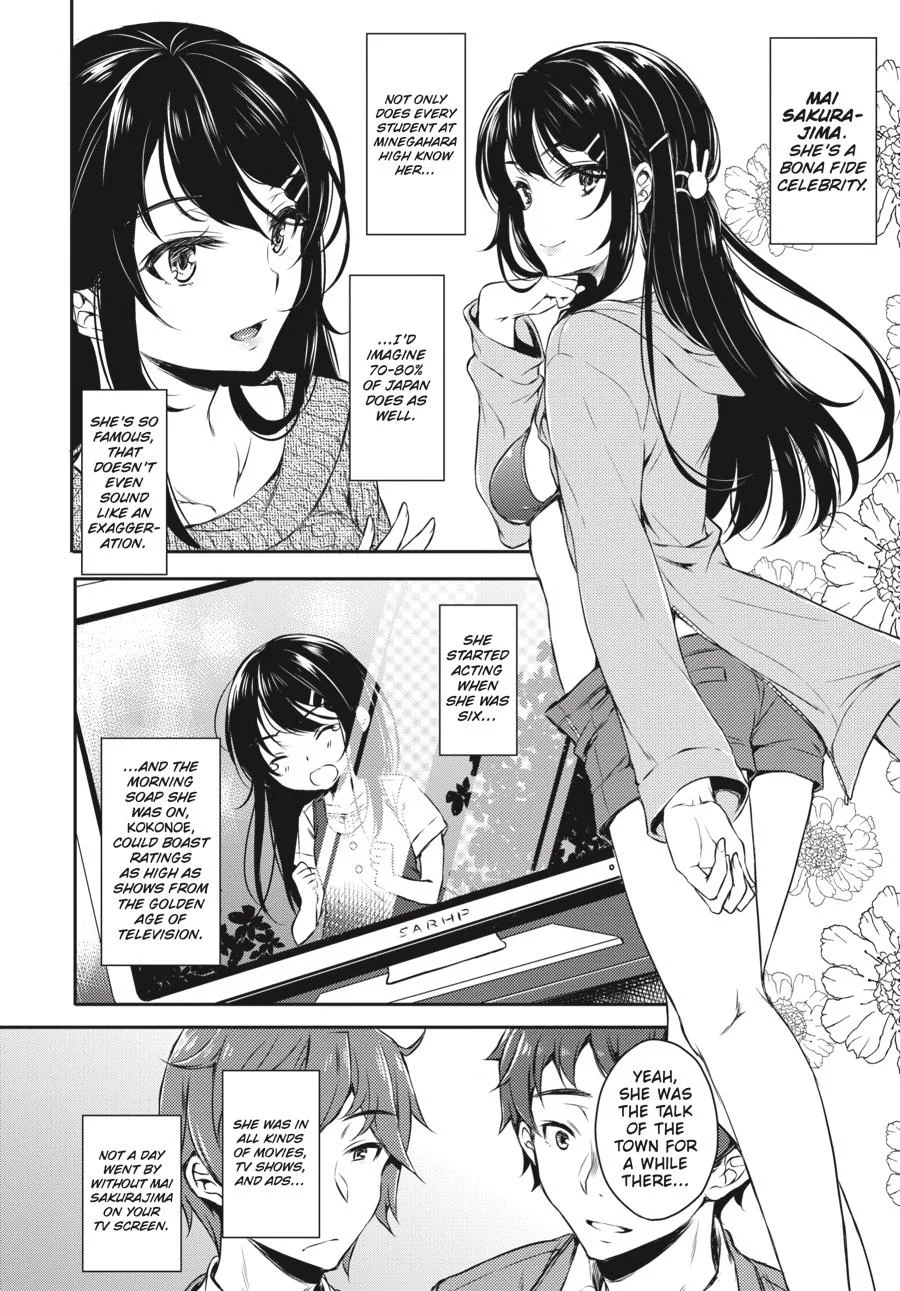 MAI
SAKURA-
JIMA.
SHE'S A
BONA FIDE
CELEBRITY.
NOT ONLY
DOES EVERY
STUDENT AT
MINEGAHARA
HIGH KNOW
HER...
...I'D
IMAGINE
70-80%
OF JAPAN
DOES AS
WELL.
SHE'S SO
FAMOUS,
THAT
DOESN'T
EVEN
SOUND
LIKE AN
EXAGGER-
ATION.
SHE
STARTED
ACTING
WHEN
SHE WAS
SIX...
...AND THE
MORNING
SOAP SHE
WAS ON,
KOKONOE,
COULD BOAST
RATINGS
AS HIGH AS
SHOWS FROM
THE GOLDEN
AGE OF
TELEVISION.
SARHP
YEAH,
SHE WAS
THE TALK
OF THE
TOWN FOR
A WHILE
THERE...
SHE WAS IN
ALL KINDS
OF MOVIES,
TV SHOWS,
AND ADS...
NOT A DAY
WENT BY
WITHOUT MAI
SAKURAJIMA
ON YOUR
TV SCREEN.